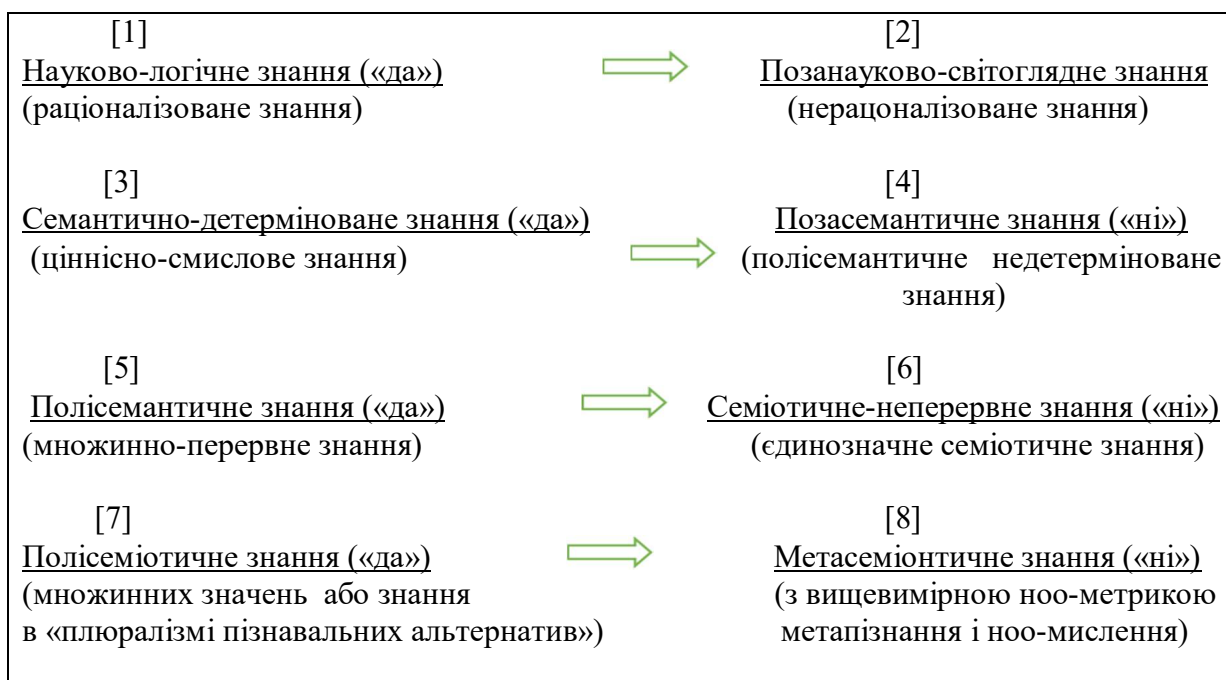 [1] [2]
Науково-логічне знання («да») Позанауково-світоглядне знання
(раціоналізоване знання) (нерацоналізоване знання)
[3] [4]
Семантично-детерміноване знання («да») Позасемантичне знання («ні»)
(ціннісно-смислове знання) (полісемантичне недетерміноване
знання)
[5] [6]
Полісемантичне знання («да») Семіотичне-неперервне знання («ні»)
(множинно-перервне знання) (єдинозначне семіотичне знання)
[7] [8]
Полісеміотичне знання («да») Метасеміонтичне знання («ні»)
(множинних значень або знання (з вищевимірною ноо-метрикою
в «плюралізмі пізнавальних альтернатив») метапізнання і ноо-мислення)